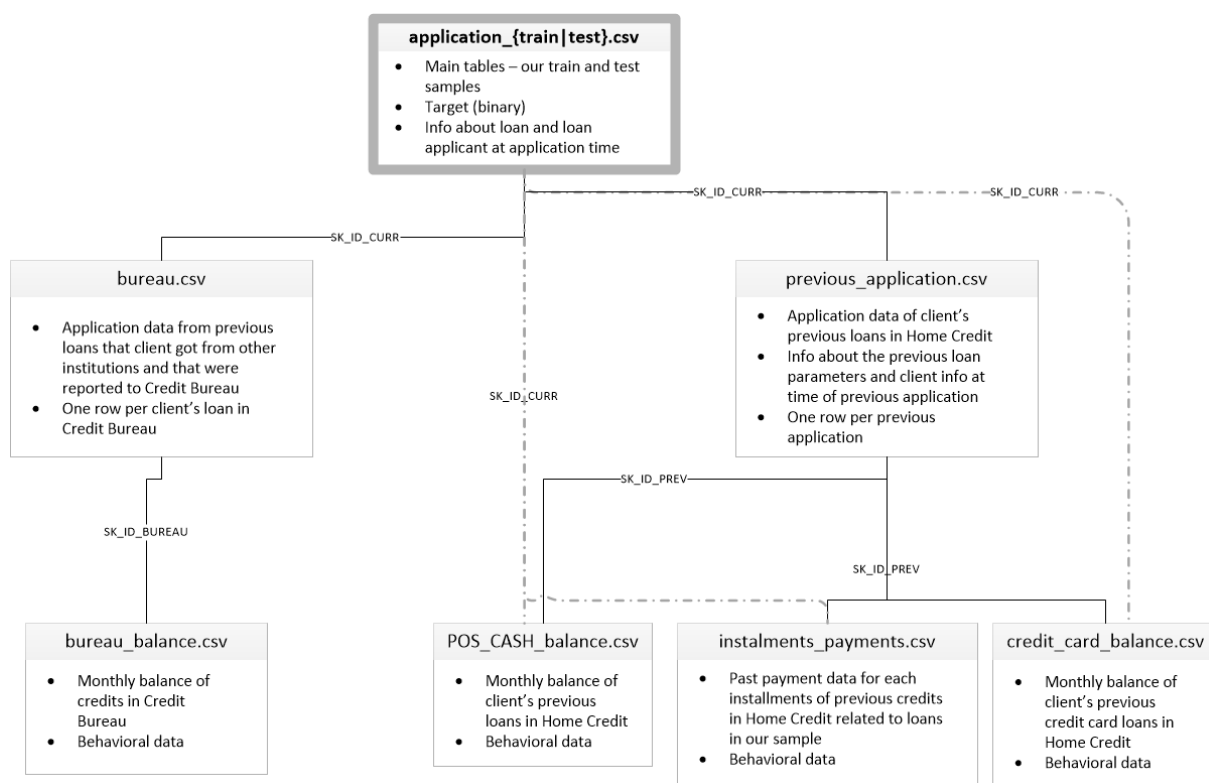 application_{train|test}.csv
• Main tables – our train and test
samples
• Target (binary)
• Info about loan and loan
applicant at application time
SK_ID_CURR
SK_ID_CURR
SK_ID_CURR
bureau.csv
• Application data from previous
loans that client got from other
institutions and that were
reported to Credit Bureau
• One row per client's loan in
Credit Bureau
previous_application.csv
• Application data of client's
previous loans in Home Credit
• Info about the previous loan
parameters and client info at
time of previous application
• One row per previous
application
SK_ID_CURR
SK_ID_PREV
SK_ID_BUREAU
SK_ID_PREV
bureau_balance.csv
• Monthly balance of
credits in Credit
Bureau
• Behavioral data
POS_CASH_balance.csv
• Monthly balance of
client's previous
loans in Home Credit
• Behavioral data
instalments_payments.csv
• Past payment data for each
installments of previous credits
in Home Credit related to loans
in our sample
• Behavioral data
credit_card_balance.csv
• Monthly balance of
client's previous
credit card loans in
Home Credit
• Behavioral data